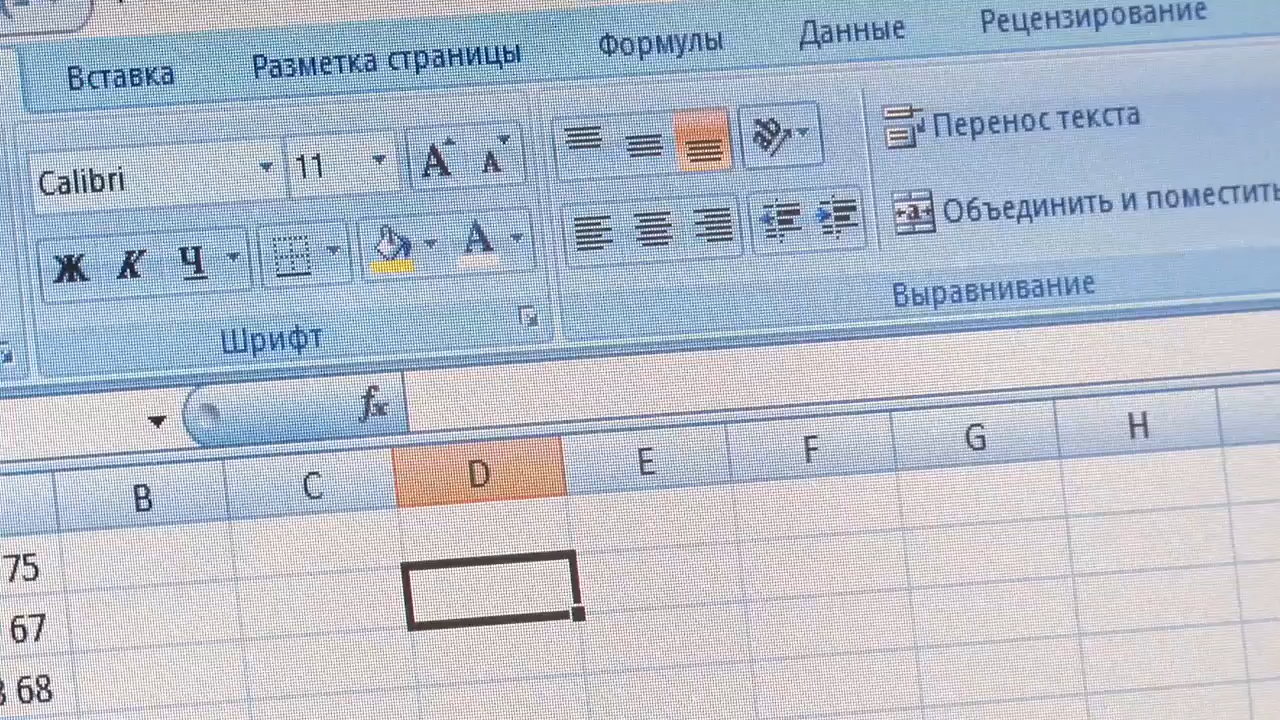 Вставка Разметка страницы Формулы Данные Рецензирование
Calibri 11 A A Перенос текста
Ж К Ч A Объединить и поместить
Шрифт Выравнивание
fx
B C D E F G H
75
67
68